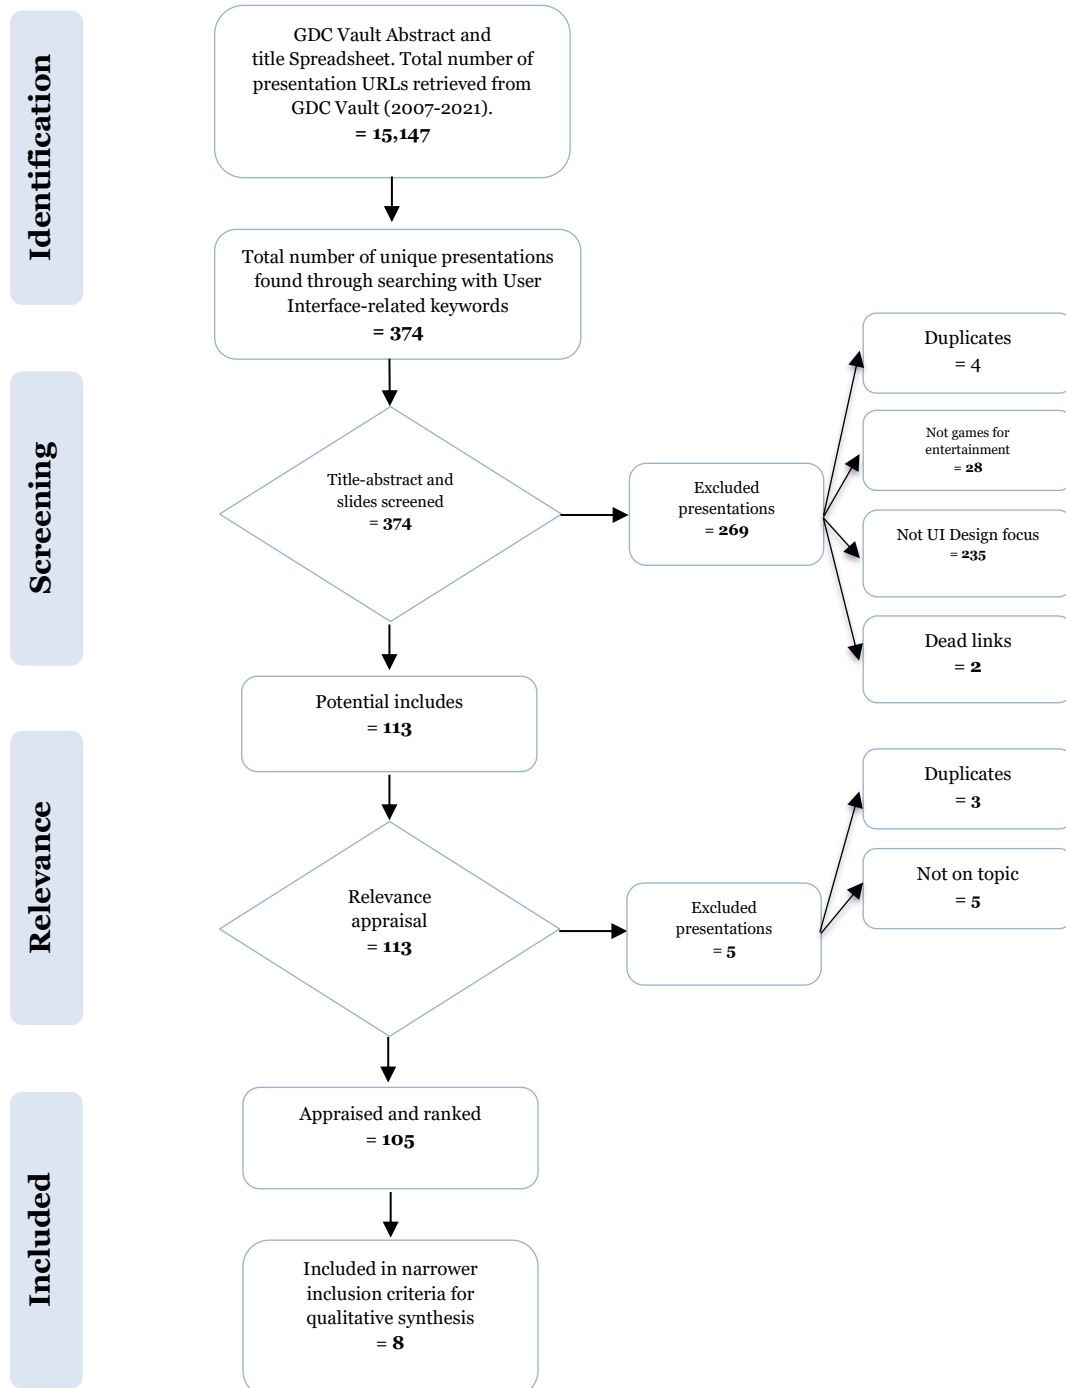 Identification
GDC Vault Abstract and
title Spreadsheet. Total number of
presentation URLs retrieved from
GDC Vault (2007-2021).
= 15,147
Total number of unique presentations
found through searching with User
Interface-related keywords
= 374
Screening
Title-abstract and
slides screened
= 374
Excluded
presentations
= 269
Duplicates
= 4
Not games for
entertainment
= 28
Not UI Design focus
= 235
Dead links
= 2
Potential includes
= 113
Relevance
Relevance
appraisal
= 113
Excluded
presentations
= 5
Duplicates
= 3
Not on topic
= 5
Included
Appraised and ranked
= 105
Included in narrower
inclusion criteria for
qualitative synthesis
= 8